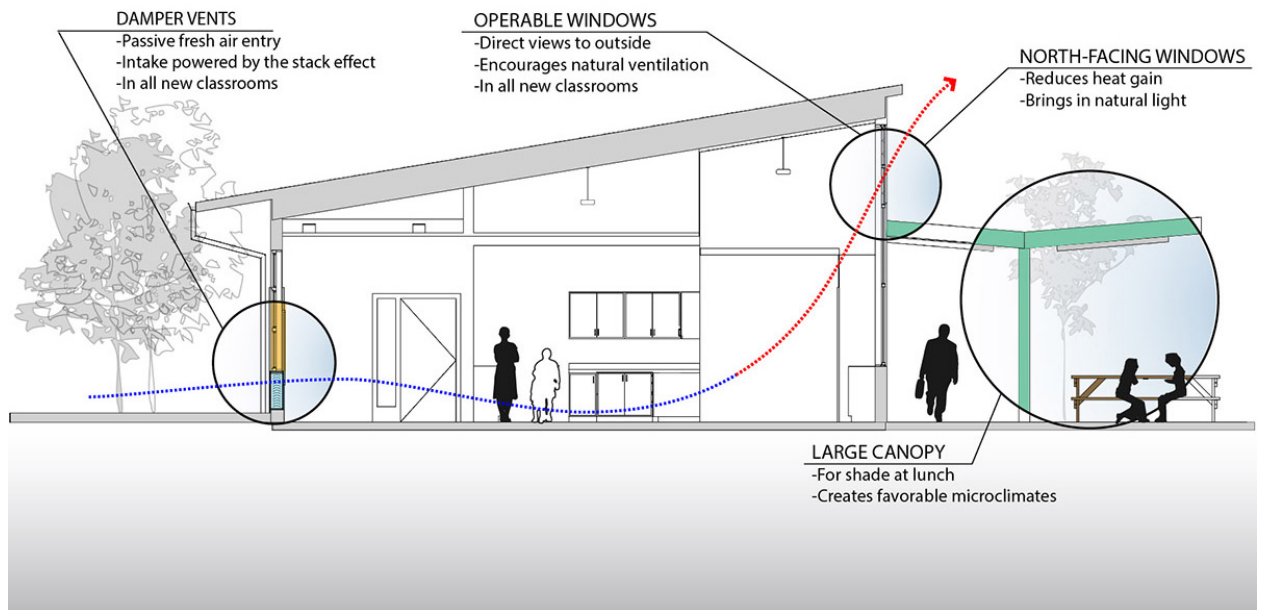 DAMPER VENTS
-Passive fresh air entry
-Intake powered by the stack effect
-In all new classrooms
OPERABLE WINDOWS
-Direct views to outside
-Encourages natural ventilation
-In all new classrooms
NORTH-FACING WINDOWS
-Reduces heat gain
-Brings in natural light
LARGE CANOPY
-For shade at lunch
-Creates favorable microclimates